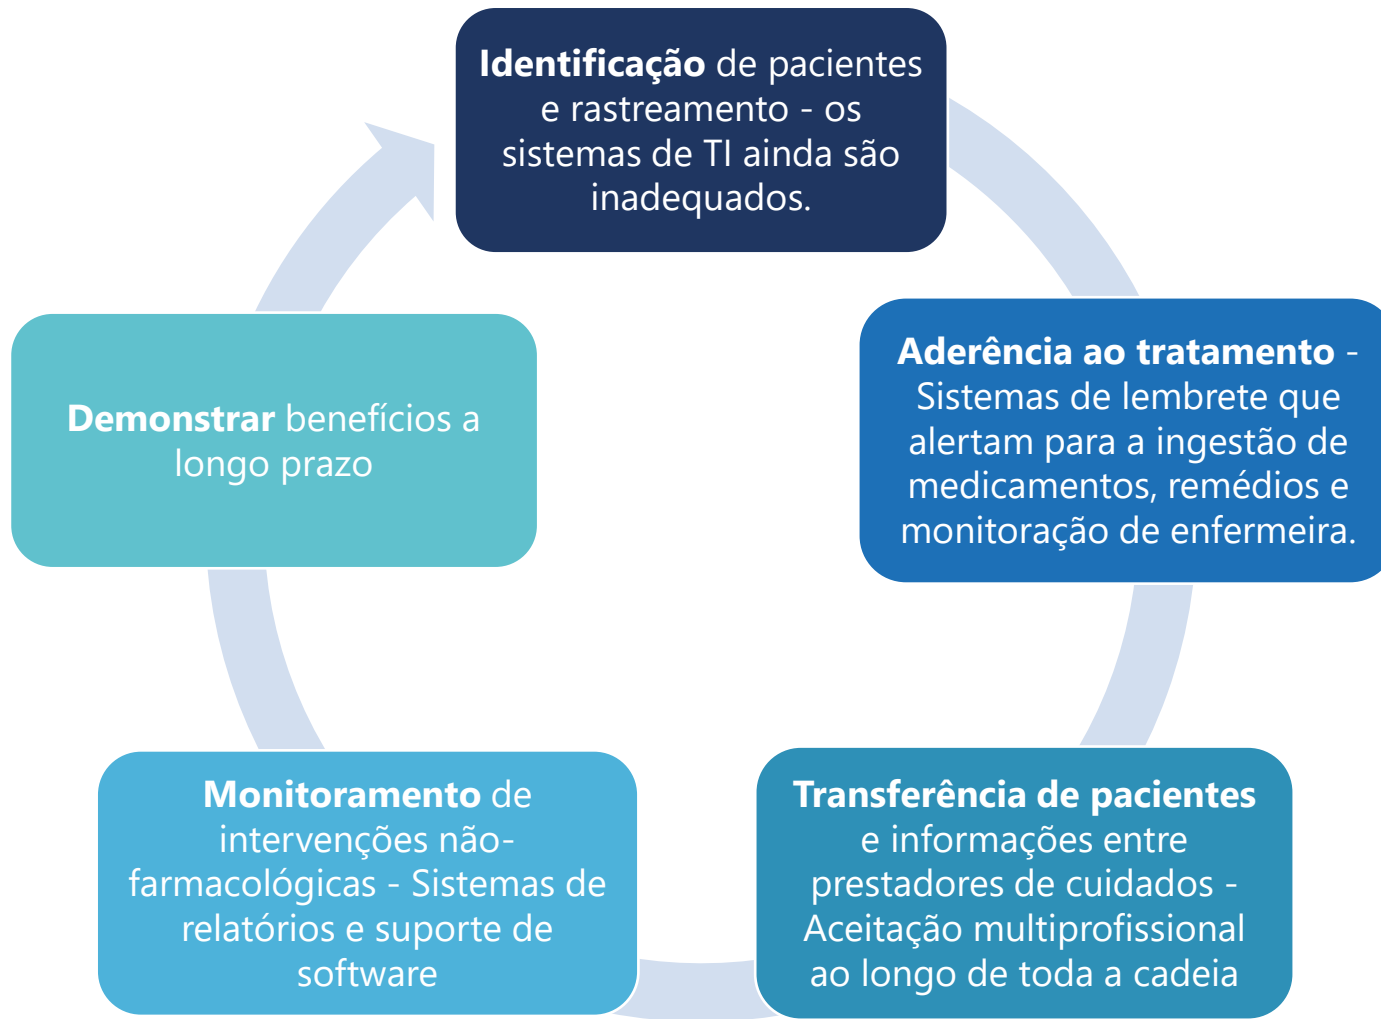 Identificação de pacientes
e rastreamento - os
sistemas de TI ainda são
inadequados.
Aderência ao tratamento -
Sistemas de lembrete que
alertam para a ingestão de
medicamentos, remédios e
monitoração de enfermeira.
Transferência de pacientes
e informações entre
prestadores de cuidados -
Aceitação multiprofissional
ao longo de toda a cadeia
Monitoramento de
intervenções não-
farmacológicas - Sistemas de
relatórios e suporte de
software
Demonstrar benefícios a
longo prazo